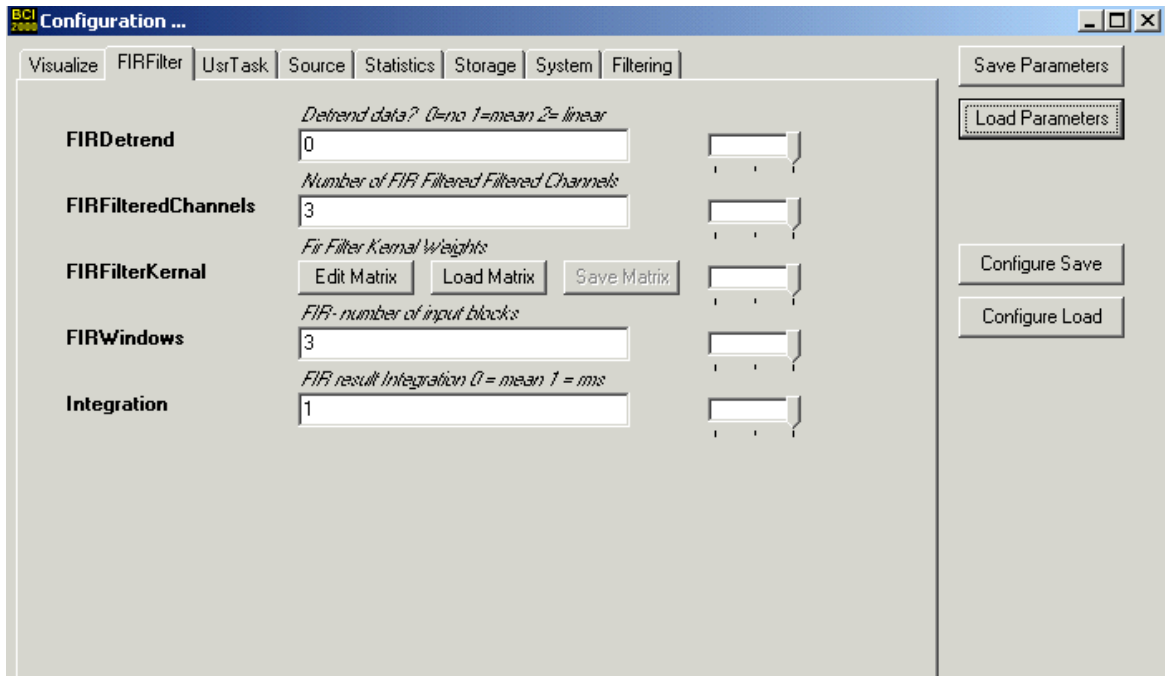 BCI
2000 Configuration ...
Visualize FIRFilter UsrTask Source Statistics Storage System Filtering
Save Parameters
Load Parameters
Configure Save
Configure Load
Detrend data? 0=no 1=mean 2= linear
FIRDetrend
0
Number of FIR Filtered Filtered Channels
FIRFilteredChannels
3
Fir Filter Kernal Weights
FIRFilterKernal
Edit Matrix Load Matrix Save Matrix
FIR- number of input blocks
FIRWindows
3
FIR result Integration 0 = mean 1 = rms
Integration
1